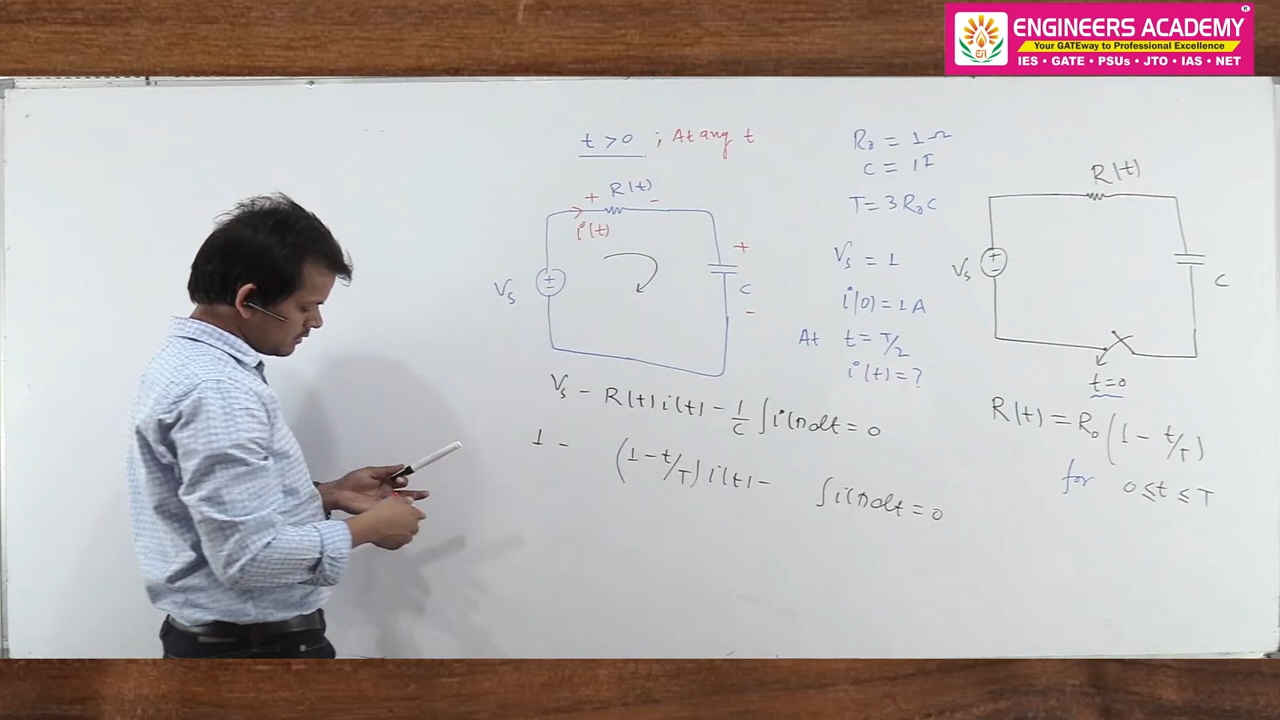 ENGINEERS ACADEMY
Your GATEway to Professional Excellence
IES • GATE • PSUs • JTO • IAS • NET
t > 0 ; At any t
R(t)
+ -
i(t)
Vs
+
-
C
+
-
R₀ = 1Ω
C = 1F
T = 3R₀C
Vs = 1
i(0) = 1A
At t = T/2
i(t) = ?
R(t)
Vs
+
-
C
t=0
R(t) = R₀ (1 - t/T)
for 0 ≤ t ≤ T
Vs - R(t) i(t) - 1/C ∫ i(t) dt = 0
1 - (1 - t/T) i(t) - ∫ i(t) dt = 0